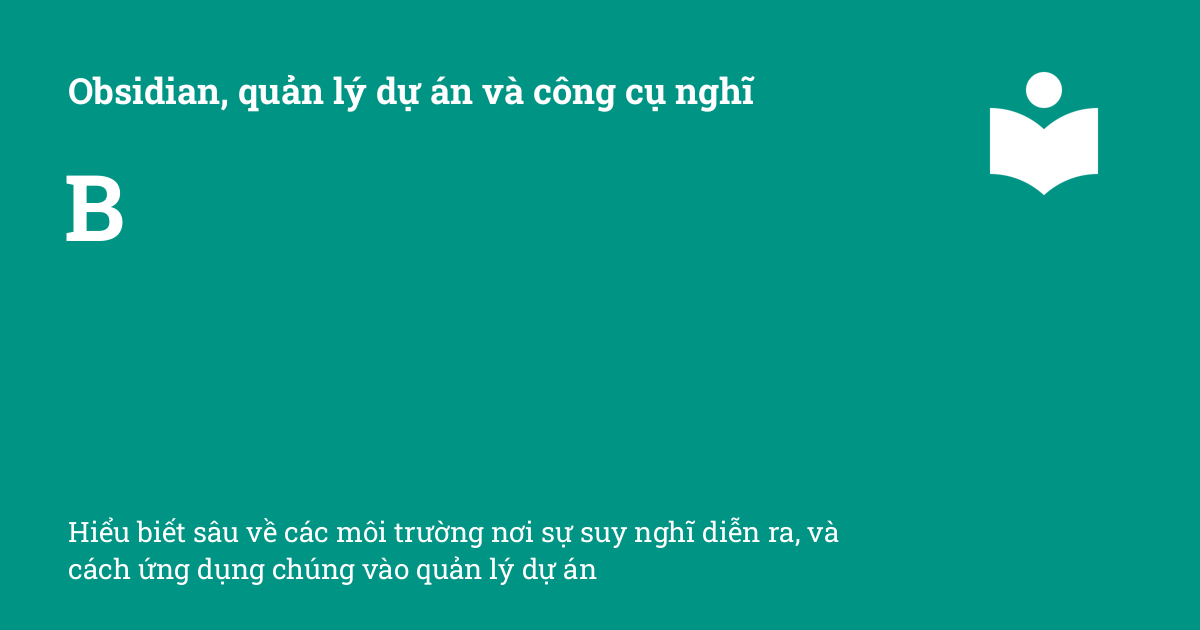 Obsidian, quản lý dự án và công cụ nghĩ
B
Hiểu biết sâu về các môi trường nơi sự suy nghĩ diễn ra, và
cách ứng dụng chúng vào quản lý dự án